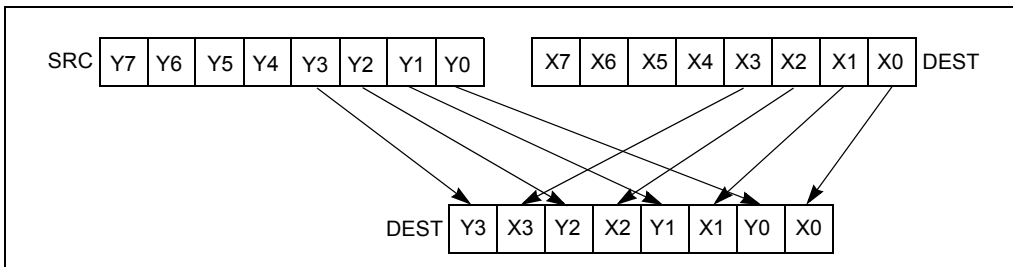 SRC Y7 Y6 Y5 Y4 Y3 Y2 Y1 Y0 X7 X6 X5 X4 X3 X2 X1 X0 DEST
DEST Y3 X3 Y2 X2 Y1 X1 Y0 X0